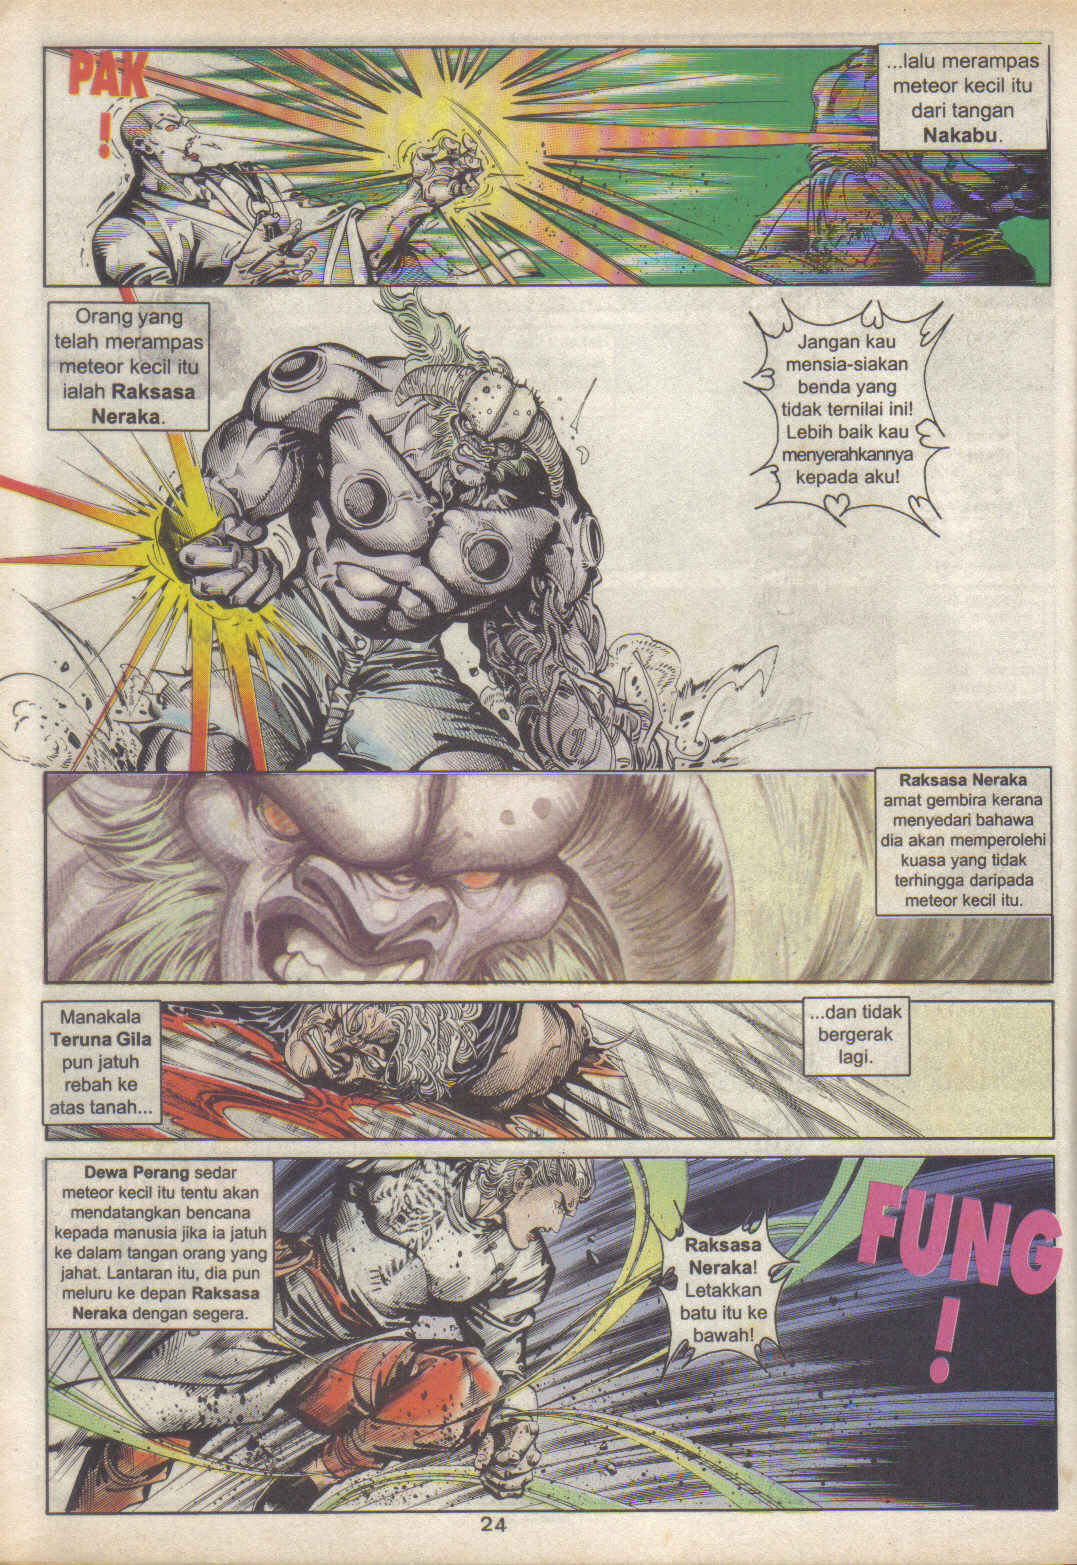 PAK
!
...lalu merampas
meteor kecil itu
dari tangan
Nakabu.
Orang yang
telah merampas
meteor kecil itu
ialah Raksasa
Neraka.
Jangan kau
mensia-siakan
benda yang
tidak ternilai ini!
Lebih baik kau
menyerahkannya
kepada aku!
Raksasa Neraka
amat gembira kerana
menyedari bahawa
dia akan memperolehi
kuasa yang tidak
terhingga daripada
meteor kecil itu.
Manakala
Teruna Gila
pun jatuh
rebah ke
atas tanah...
...dan tidak
bergerak
lagi.
Dewa Perang sedar
meteor kecil itu tentu akan
mendatangkan bencana
kepada manusia jika ia jatuh
ke dalam tangan orang yang
jahat. Lantaran itu, dia pun
meluru ke depan Raksasa
Neraka dengan segera.
Raksasa
Neraka!
Letakkan
batu itu ke
bawah!
FUNG
!
24